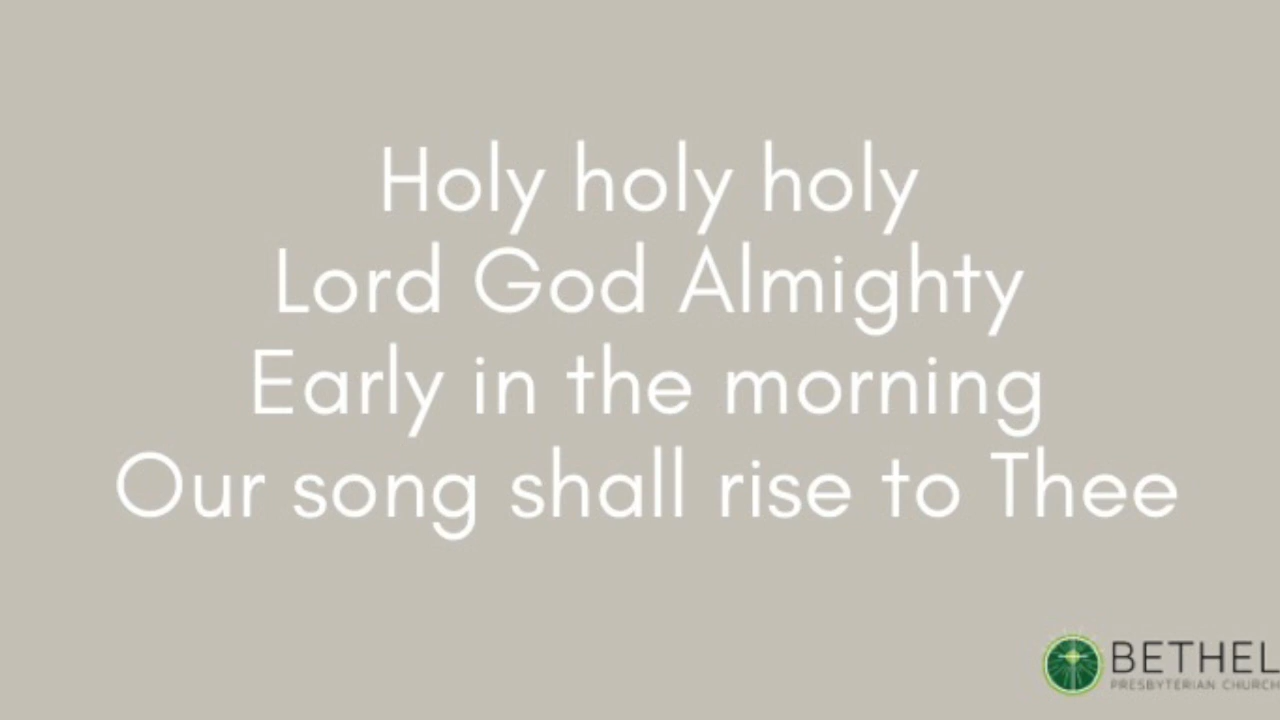 Holy holy holy
Lord God Almighty
Early in the morning
Our song shall rise to Thee
BETHEL
PRESBYTERIAN CHURCH